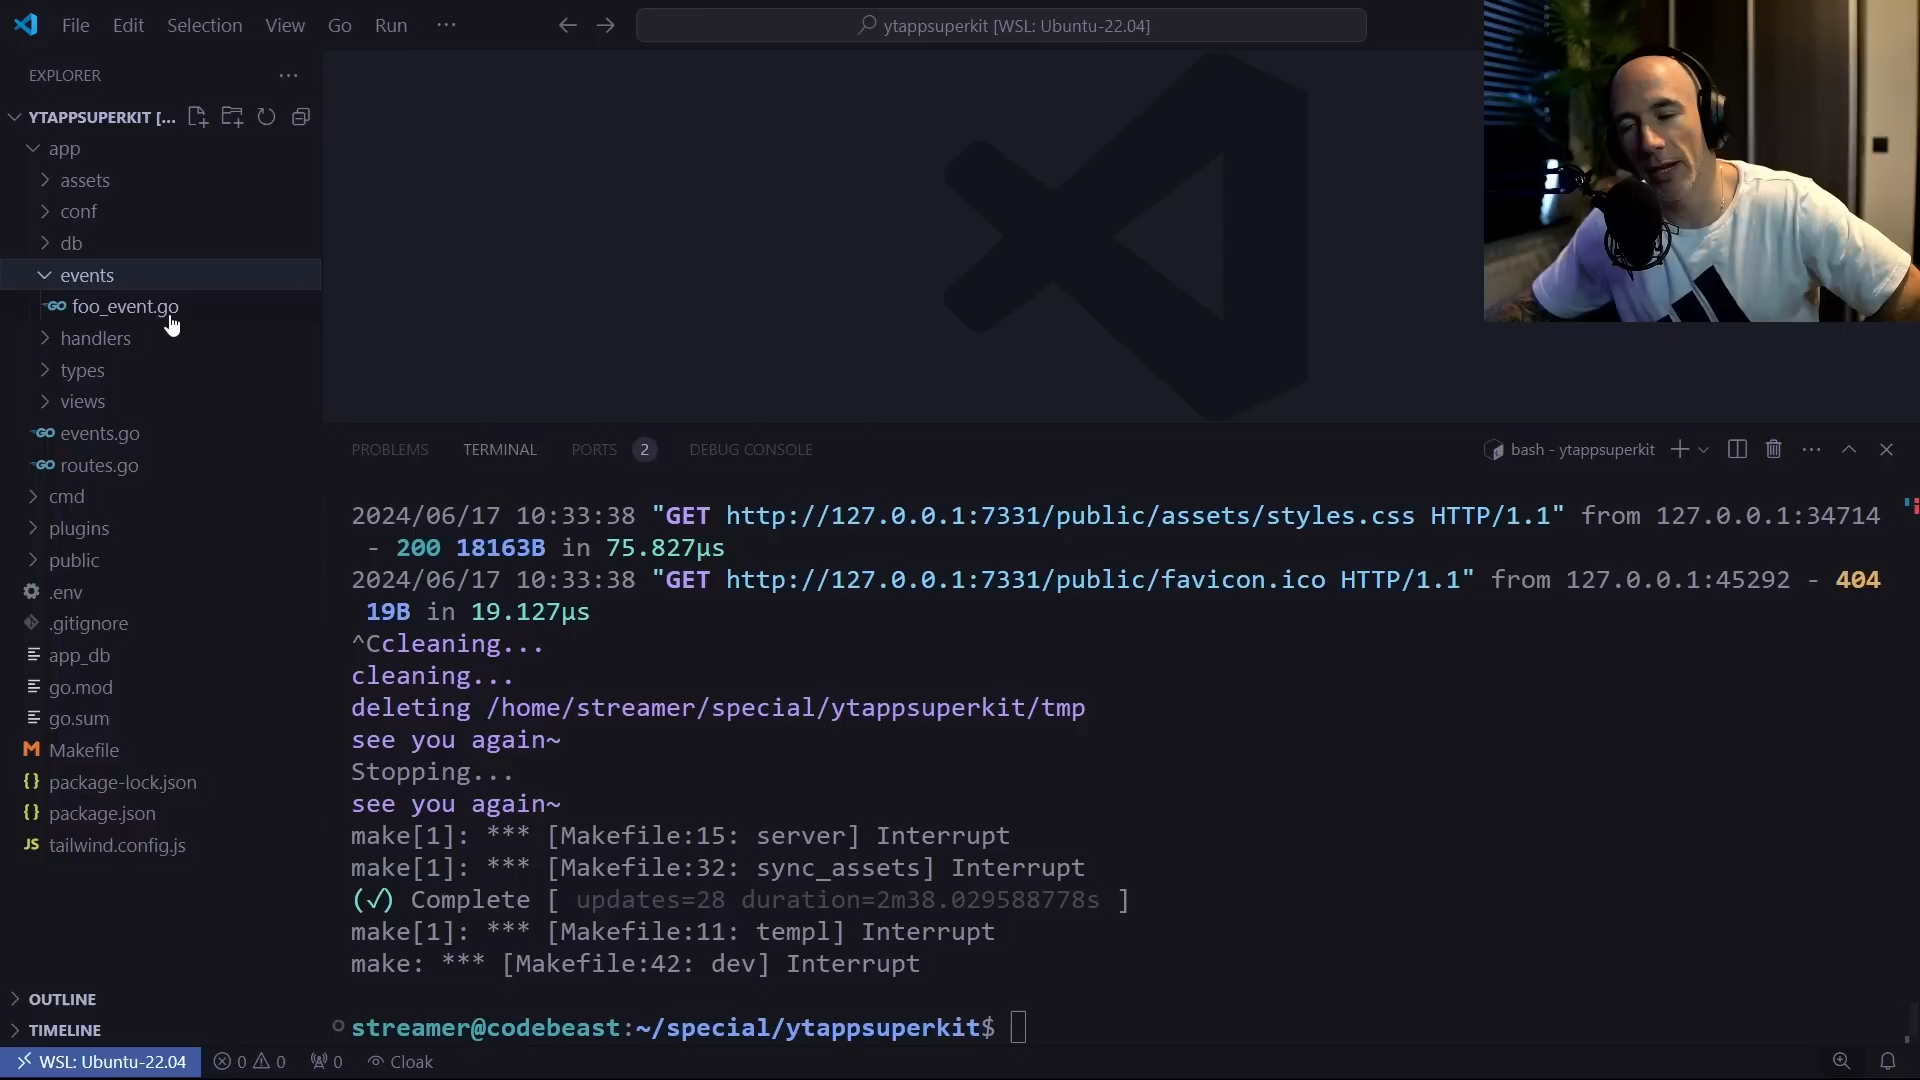 File Edit Selection View Go Run ···
ytappsuperkit [WSL: Ubuntu-22.04]
EXPLORER
YTAPPSUPERKIT [...
app
assets
conf
db
events
foo_event.go
handlers
types
views
events.go
routes.go
cmd
plugins
public
.env
.gitignore
app_db
go.mod
go.sum
Makefile
package-lock.json
package.json
tailwind.config.js
OUTLINE
TIMELINE
PROBLEMS TERMINAL PORTS 2 DEBUG CONSOLE
bash - ytappsuperkit
2024/06/17 10:33:38 "GET http://127.0.0.1:7331/public/assets/styles.css HTTP/1.1" from 127.0.0.1:34714
- 200 18163B in 75.827µs
2024/06/17 10:33:38 "GET http://127.0.0.1:7331/public/favicon.ico HTTP/1.1" from 127.0.0.1:45292 - 404
19B in 19.127µs
^Ccleaning...
cleaning...
deleting /home/streamer/special/ytappsuperkit/tmp
see you again~
Stopping...
see you again~
make[1]: *** [Makefile:15: server] Interrupt
make[1]: *** [Makefile:32: sync_assets] Interrupt
(✓) Complete [ updates=28 duration=2m38.029588778s ]
make[1]: *** [Makefile:11: templ] Interrupt
make: *** [Makefile:42: dev] Interrupt
streamer@codebeast:~/special/ytappsuperkit$
WSL: Ubuntu-22.04 0 0 0 Cloak